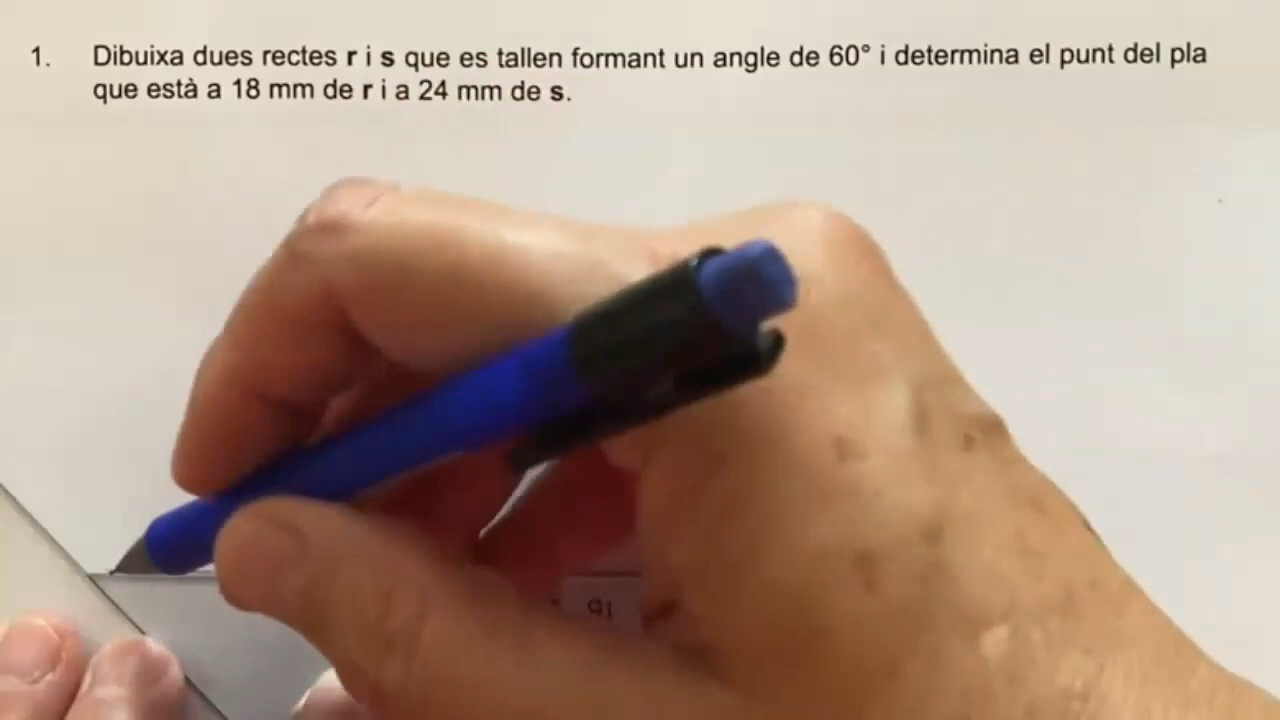 1. Dibuixa dues rectes r i s que es tallen formant un angle de 60° i determina el punt del pla
que està a 18 mm de r i a 24 mm de s.